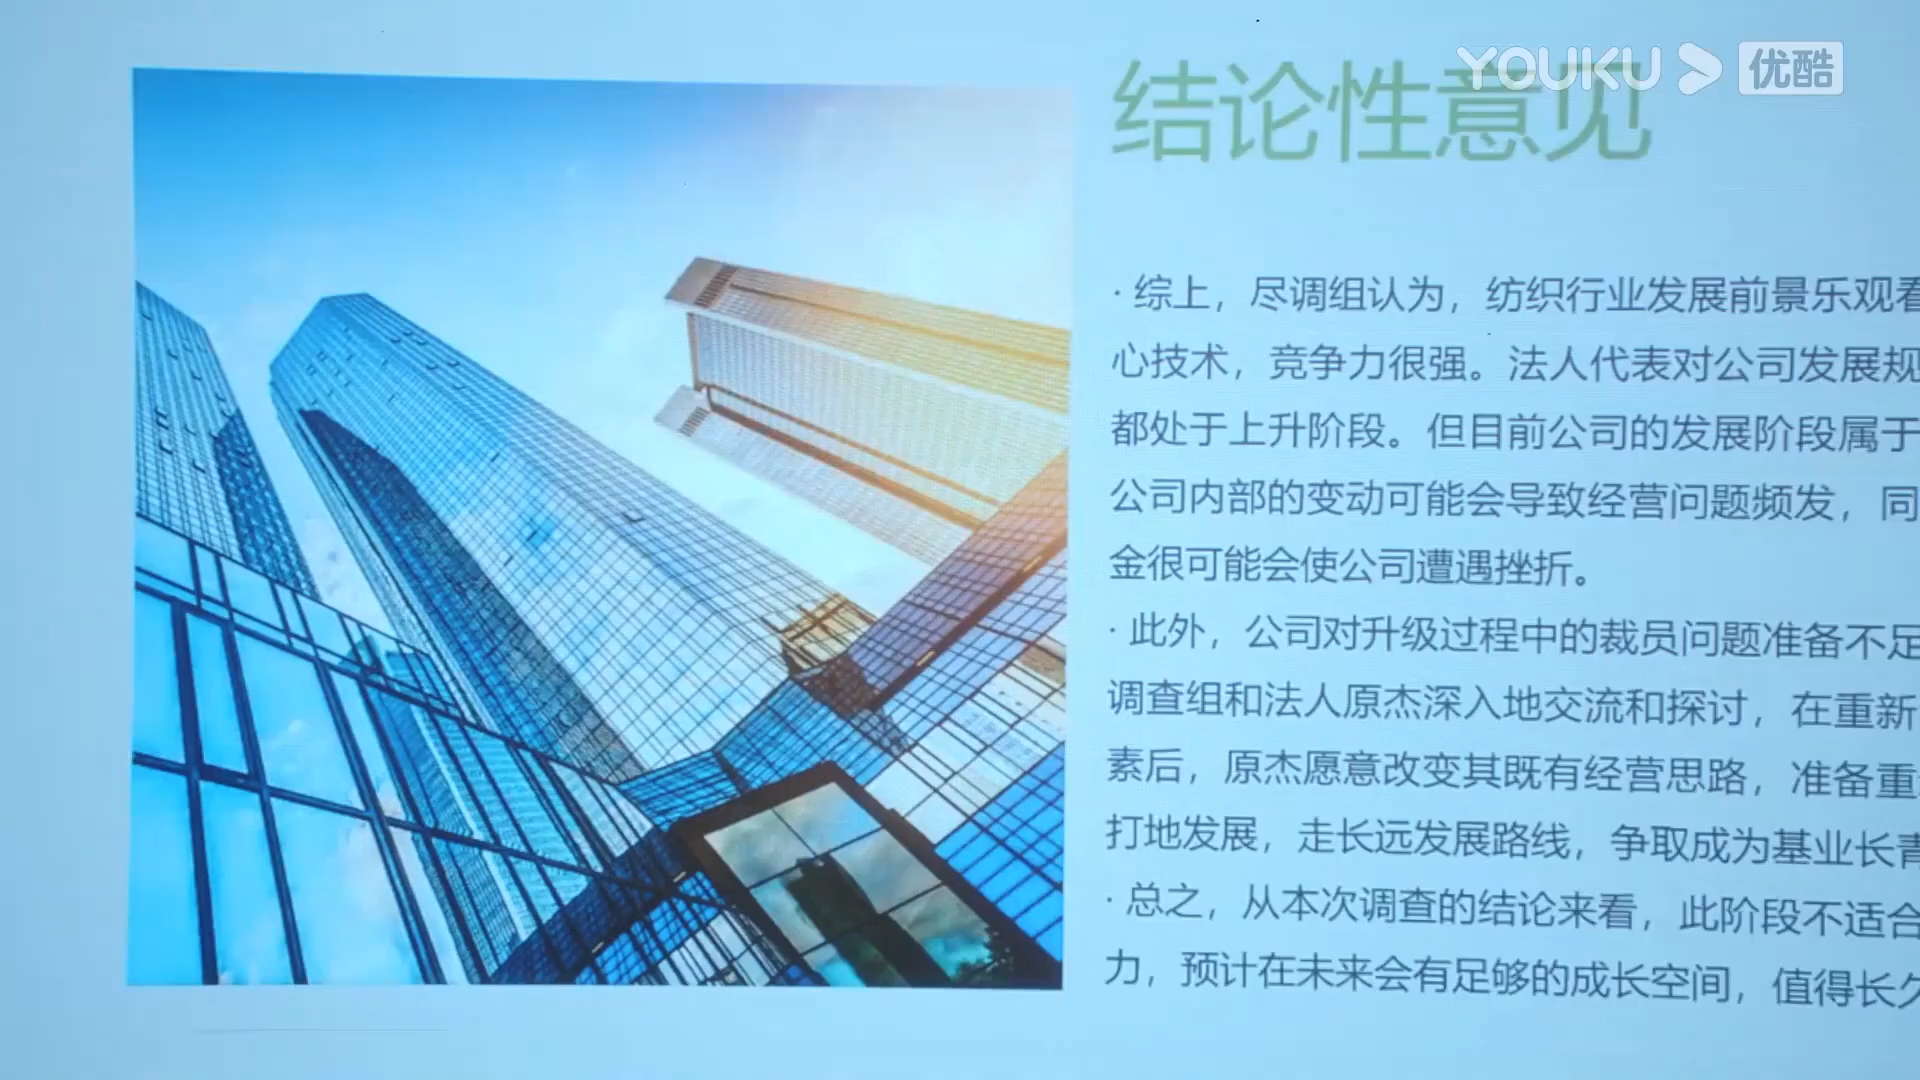 YOUKU 优酷
结论性意见
· 综上，尽调组认为，纺织行业发展前景乐观看
心技术，竞争力很强。法人代表对公司发展规
都处于上升阶段。但目前公司的发展阶段属于
公司内部的变动可能会导致经营问题频发，同
金很可能会使公司遭遇挫折。
· 此外，公司对升级过程中的裁员问题准备不足
调查组和法人原杰深入地交流和探讨，在重新
素后，原杰愿意改变其既有经营思路，准备重
打地发展，走长远发展路线，争取成为基业长青
· 总之，从本次调查的结论来看，此阶段不适合
力，预计在未来会有足够的成长空间，值得长久